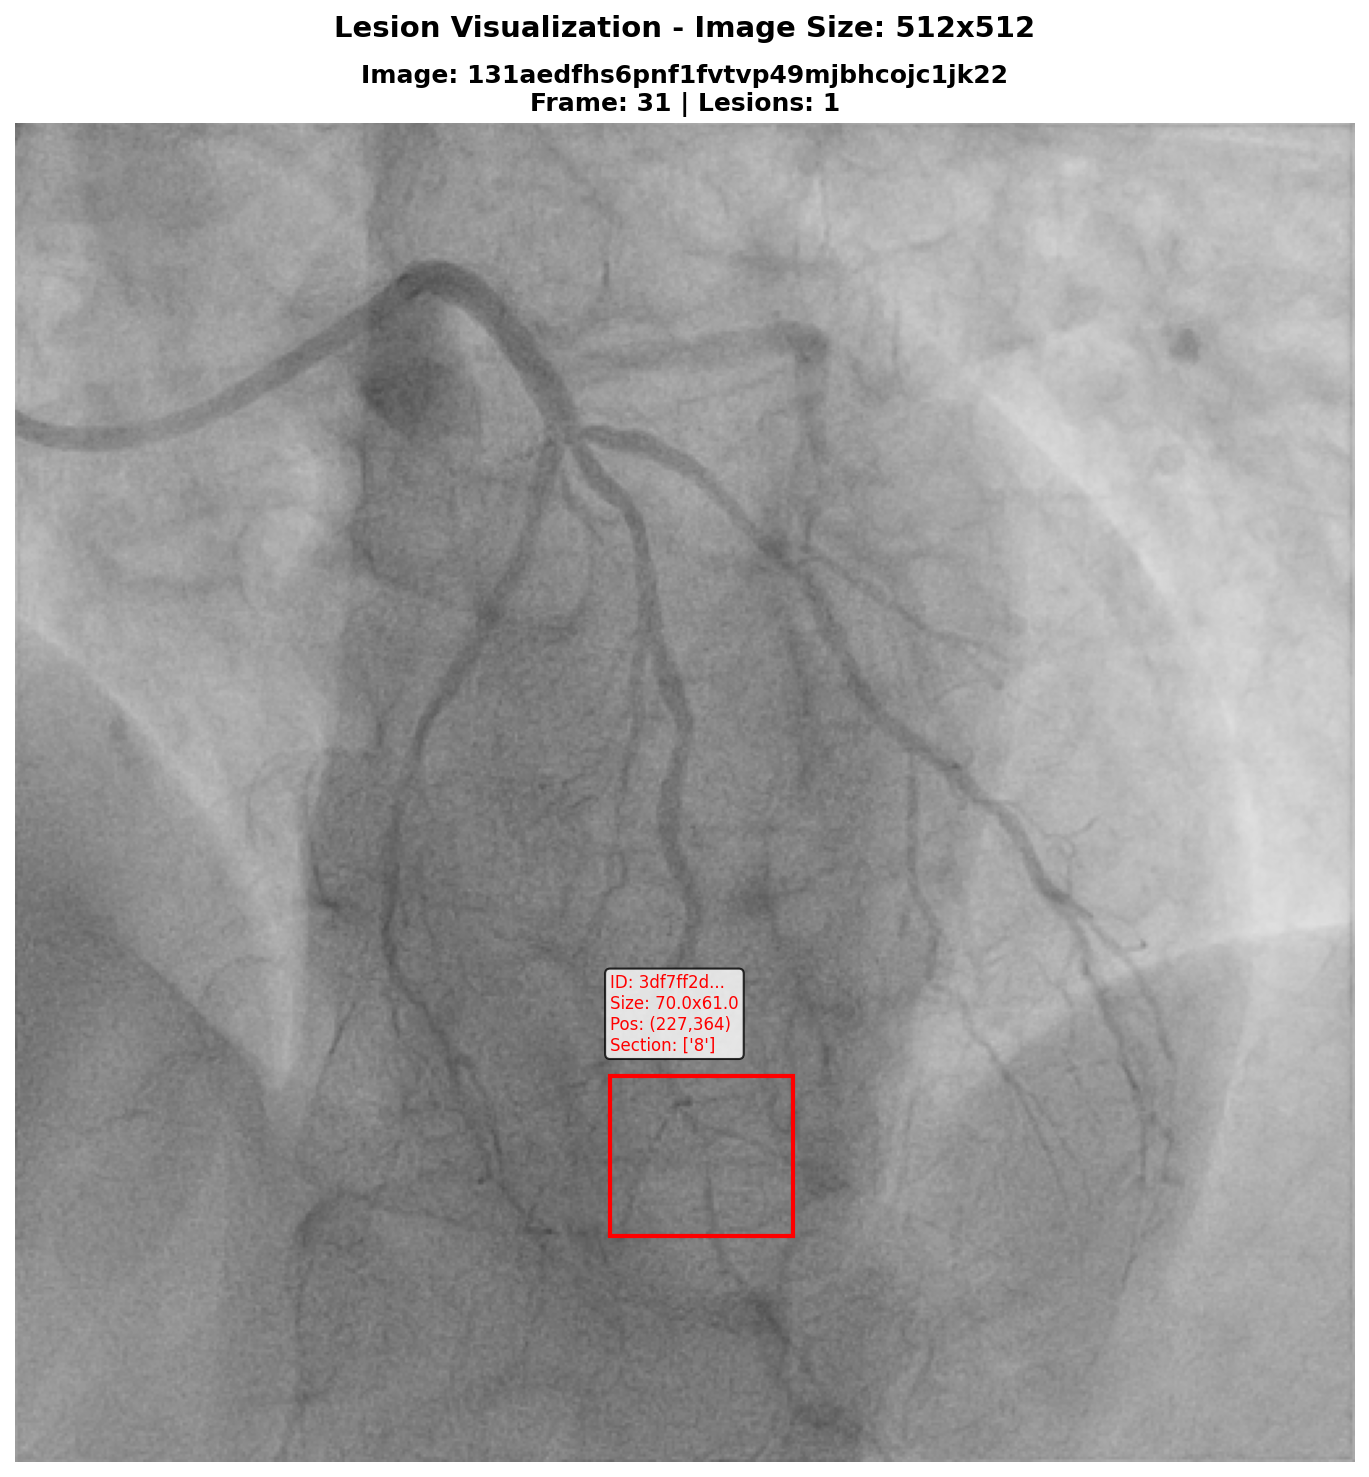 Lesion Visualization - Image Size: 512x512
Image: 131aedfhs6pnf1fvtvp49mjbhcojc1jk22
Frame: 31 | Lesions: 1
ID: 3df7ff2d...
Size: 70.0x61.0
Pos: (227,364)
Section: ['8']